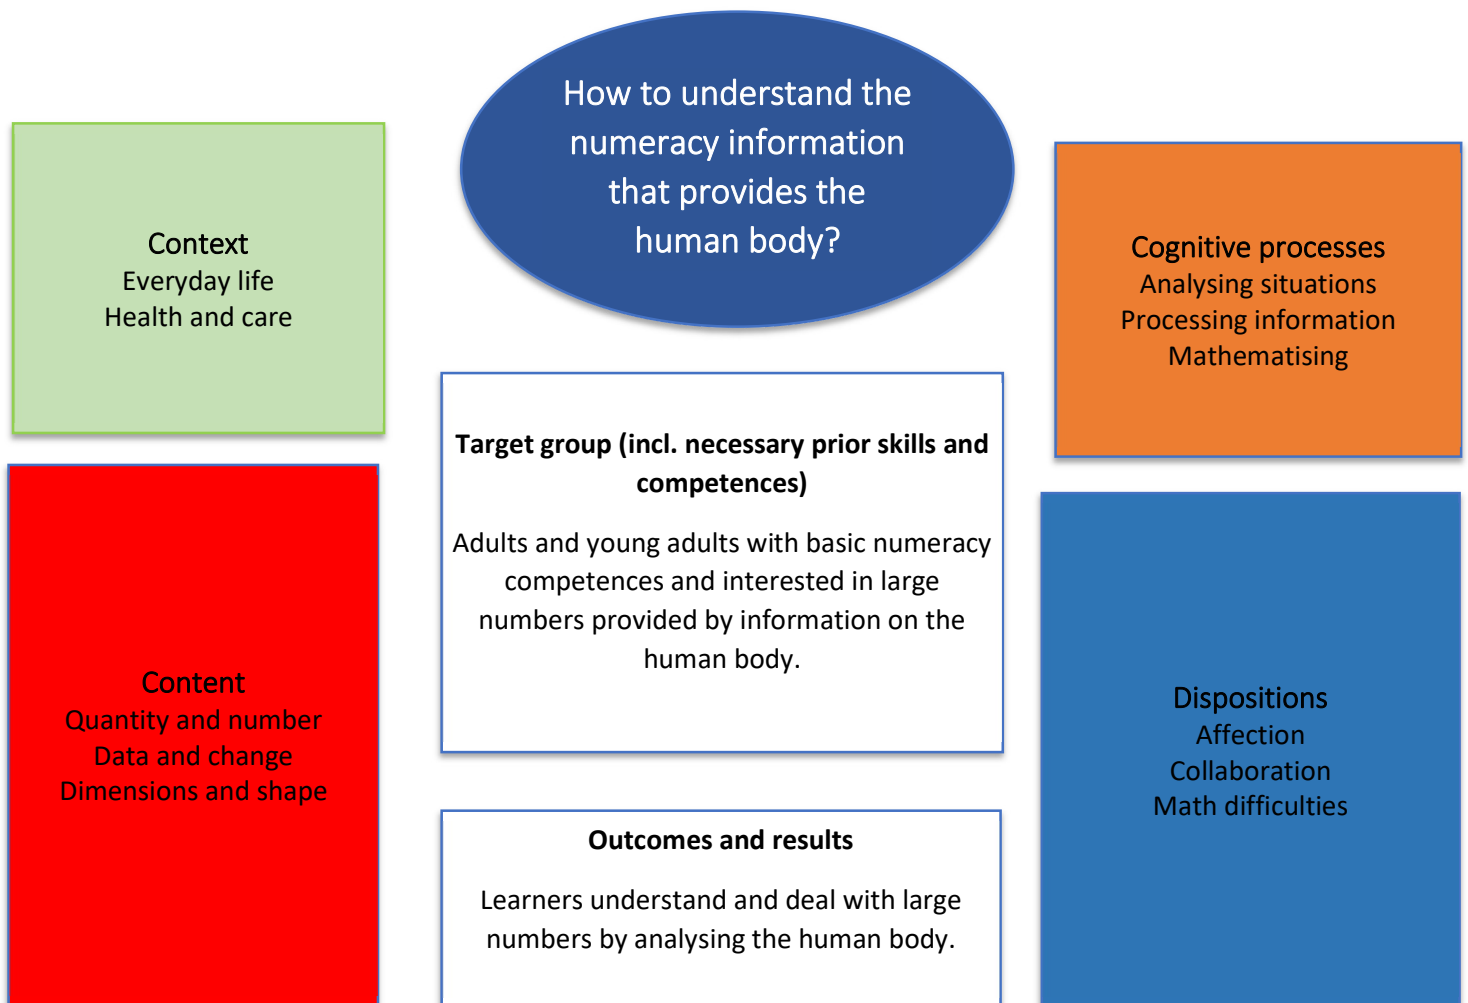 How to understand the
numeracy information
that provides the
human body?
Context
Everyday life
Health and care
Cognitive processes
Analysing situations
Processing information
Mathematising
Target group (incl. necessary prior skills and
competences)
Adults and young adults with basic numeracy
competences and interested in large
numbers provided by information on the
human body.
Content
Quantity and number
Data and change
Dimensions and shape
Dispositions
Affection
Collaboration
Math difficulties
Outcomes and results
Learners understand and deal with large
numbers by analysing the human body.